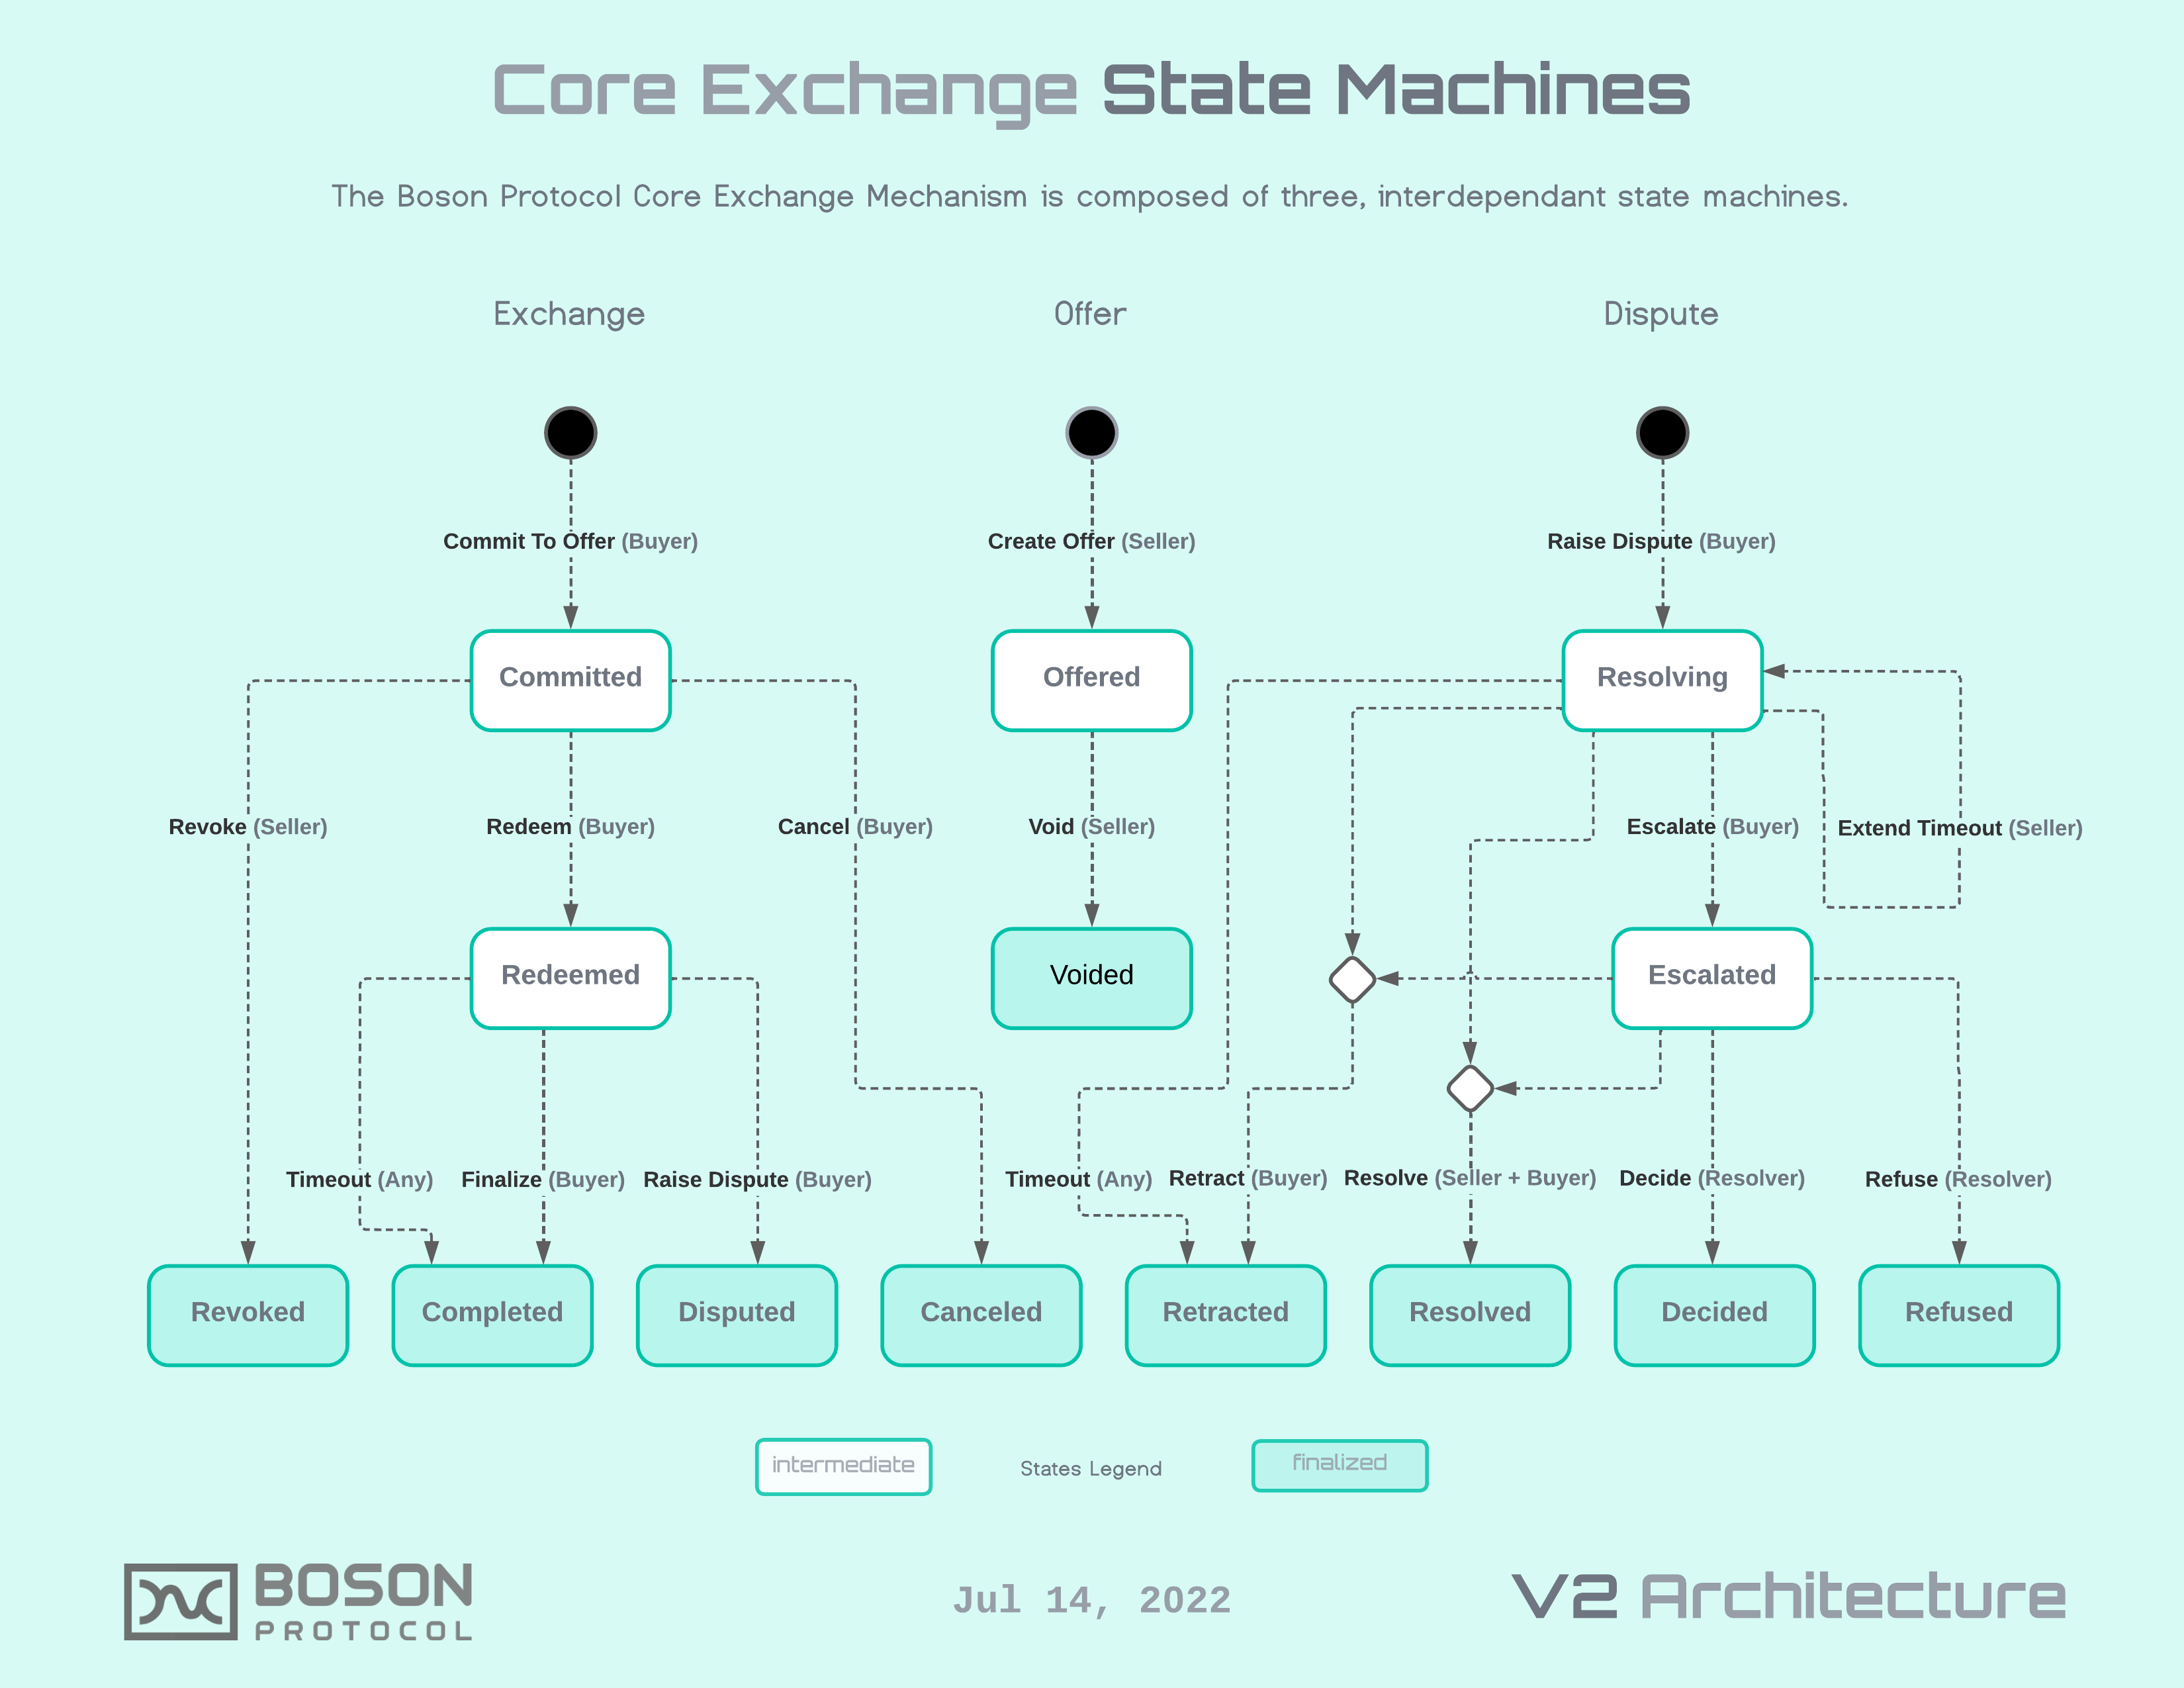 Core Exchange State Machines
The Boson Protocol Core Exchange Mechanism is composed of three, interdependant state machines.
Exchange
Offer
Dispute
Commit To Offer (Buyer)
Create Offer (Seller)
Raise Dispute (Buyer)
Committed
Offered
Resolving
Revoke (Seller)
Redeem (Buyer)
Cancel (Buyer)
Void (Seller)
Escalate (Buyer)
Extend Timeout (Seller)
Redeemed
Voided
Escalated
Timeout (Any)
Finalize (Buyer)
Raise Dispute (Buyer)
Timeout (Any)
Retract (Buyer)
Resolve (Seller + Buyer)
Decide (Resolver)
Refuse (Resolver)
Revoked
Completed
Disputed
Canceled
Retracted
Resolved
Decided
Refused
intermediate
States Legend
finalized
BOSON
PROTOCOL
Jul 14, 2022
V2 Architecture